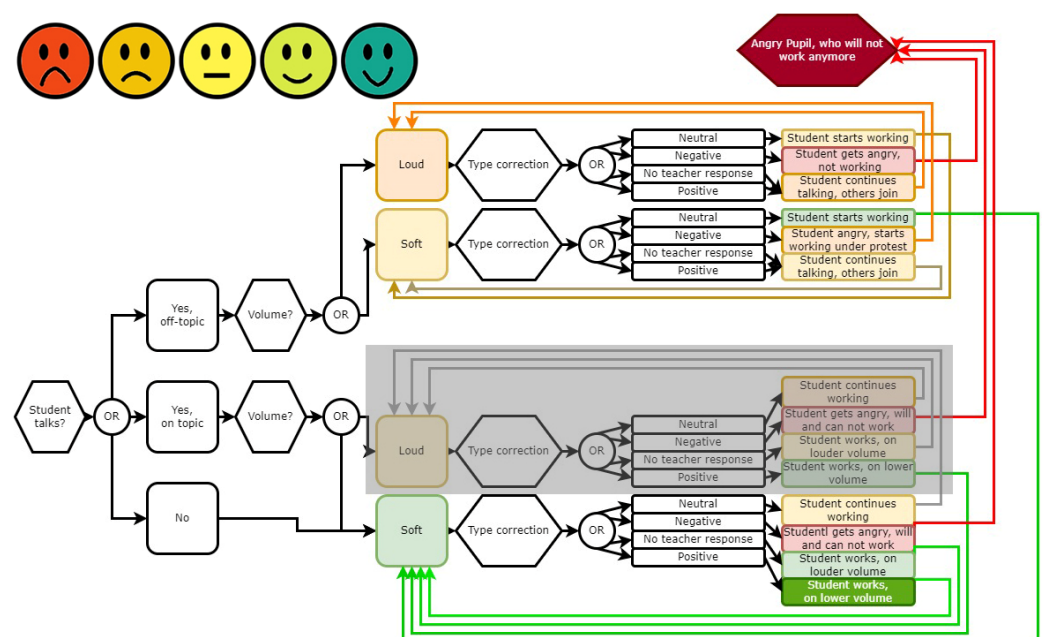 Angry Pupil, who will not
work anymore
Loud
Type correction
OR
Neutral
Negative
No teacher response
Positive
Student starts working
Student gets angry,
not working
Student continues
talking, others join
Soft
Type correction
OR
Neutral
Negative
No teacher response
Positive
Student starts working
Student angry, starts
working under protest
Student continues
talking, others join
Yes,
off-topic
Volume?
OR
Student
talks?
OR
Yes,
on topic
Volume?
OR
Loud
Type correction
OR
Neutral
Negative
No teacher response
Positive
Student continues
working
Student gets angry, will
and can not work
Student works, on
louder volume
Student works, on lower
volume
No
Soft
Type correction
OR
Neutral
Negative
No teacher response
Positive
Student continues
working
Studentl gets angry, will
and can not work
Student works, on
louder volume
Student works,
on lower volume